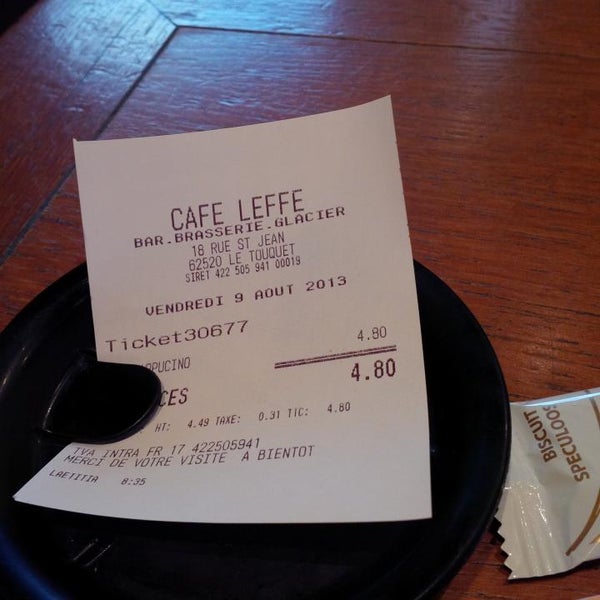 CAFE LEFFE
BAR.BRASSERIE.GLACIER
18 RUE ST JEAN
62520 LE TOUQUET
SIRET 422 505 941 00019
VENDREDI 9 AOUT 2013
Ticket30677
PPUCINO 4.80
CES 4.80
HT: 4.49 TAXE: 0.31 TIC: 4.80
TVA INTRA FR 17 422505941
MERCI DE VOTRE VISITE A BIENTOT
LAETITIA 8:35
BISCUIT
SPECULOOS